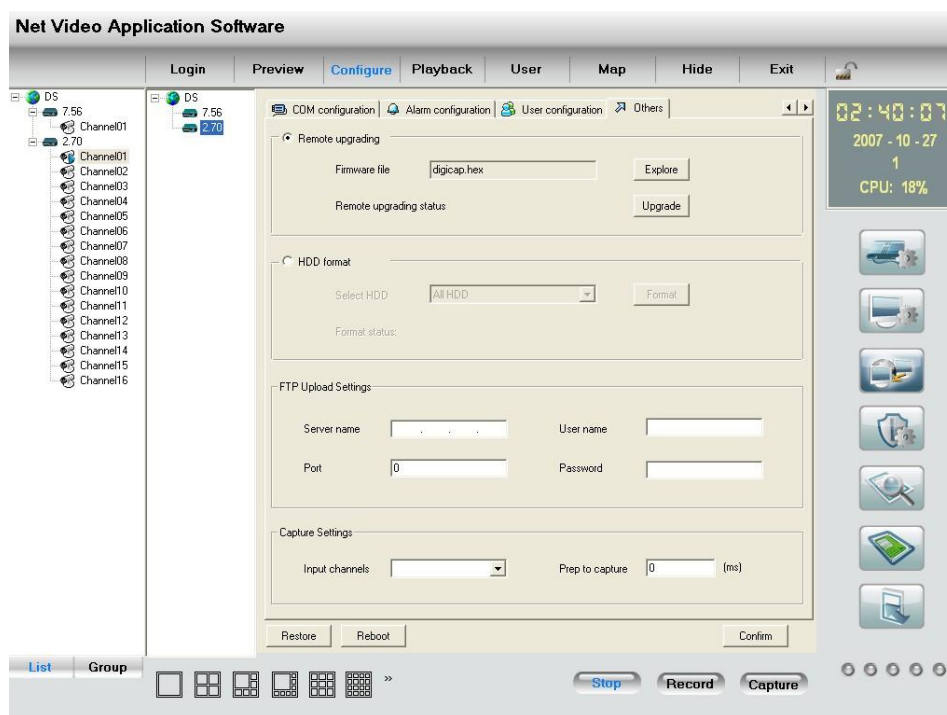 Net Video Application Software
Login Preview Configure Playback User Map Hide Exit
DS
7.56
Channel01
2.70
Channel01
Channel02
Channel03
Channel04
Channel05
Channel06
Channel07
Channel08
Channel09
Channel10
Channel11
Channel12
Channel13
Channel14
Channel15
Channel16
DS
7.56
2.70
COM configuration Alarm configuration User configuration Others
Remote upgrading
Firmware file digicap.hex Explore
Remote upgrading status Upgrade
HDD format
Select HDD All HDD Format
Format status:
FTP Upload Settings
Server name . . . User name
Port 0 Password
Capture Settings
Input channels Prep to capture 0 (ms)
Restore Reboot Confirm
02:40:07
2007 - 10 - 27
1
CPU: 18%
List Group
» Stop Record Capture